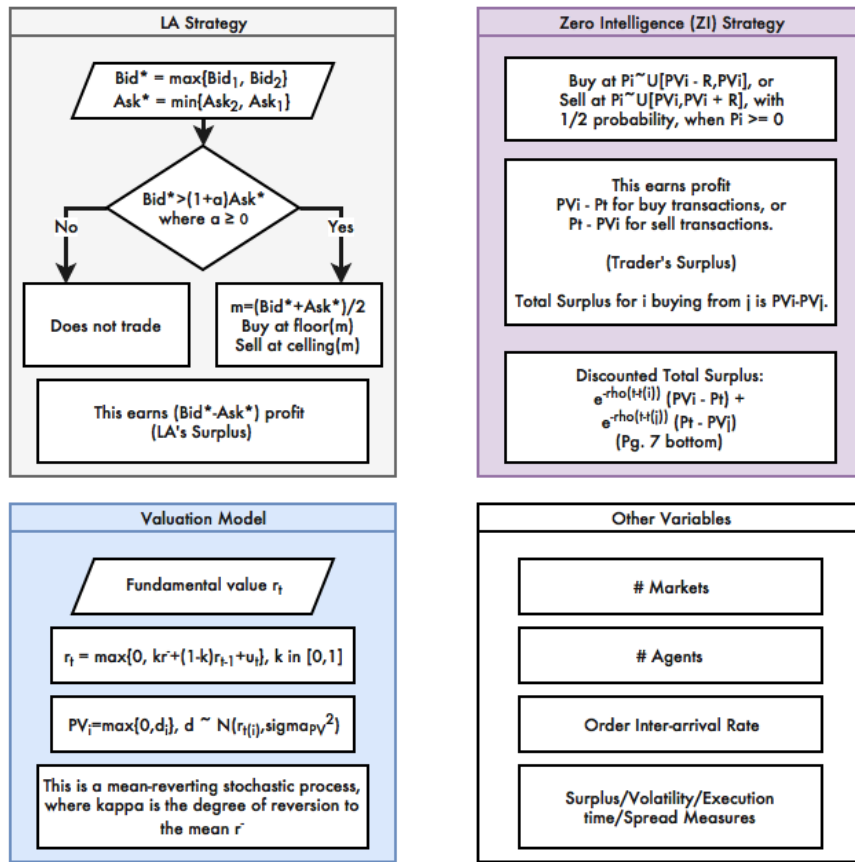 LA Strategy
Bid* = max{Bid₁, Bid₂}
Ask* = min{Ask₂, Ask₁}
Bid*>(1+a)Ask*
where a ≥ 0
No
Yes
Does not trade
m=(Bid*+Ask*)/2
Buy at floor(m)
Sell at celling(m)
This earns (Bid*-Ask*) profit
(LA's Surplus)
Zero Intelligence (ZI) Strategy
Buy at Pi~U[PVi - R,PVi], or
Sell at Pi~U[PVi,PVi + R], with
1/2 probability, when Pi >= 0
This earns profit
PVi - Pt for buy transactions, or
Pt - PVi for sell transactions.
(Trader's Surplus)
Total Surplus for i buying from j is PVi-PVj.
Discounted Total Surplus:
e^-rho(t-t(i)) (PVi - Pt) +
e^-rho(t-t(j)) (Pt - PVj)
(Pg. 7 bottom)
Valuation Model
Fundamental value rₜ
rₜ = max{0, kr⁻+(1-k)rₜ₋₁+uₜ}, k in [0,1]
PVᵢ=max{0,dᵢ}, d ~ N(r_t(i),sigma_PV²)
This is a mean-reverting stochastic process,
where kappa is the degree of reversion to
the mean r⁻
Other Variables
# Markets
# Agents
Order Inter-arrival Rate
Surplus/Volatility/Execution
time/Spread Measures